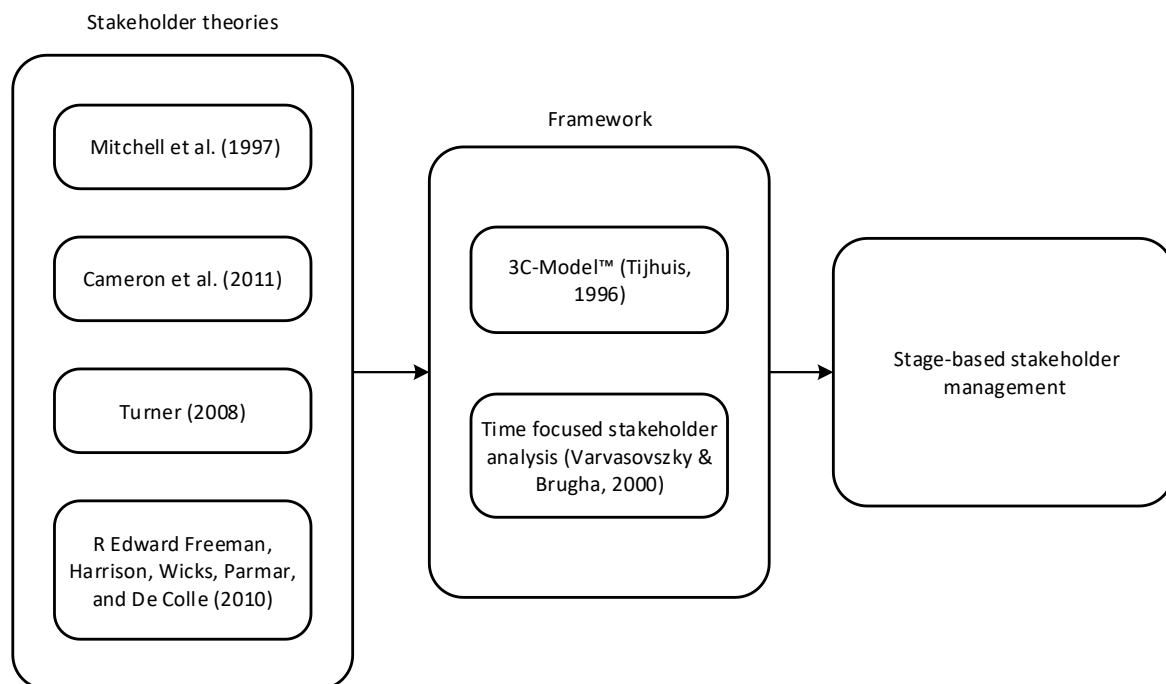 Stakeholder theories
Mitchell et al. (1997)
Cameron et al. (2011)
Turner (2008)
R Edward Freeman,
Harrison, Wicks, Parmar,
and De Colle (2010)
Framework
3C-Model™ (Tijhuis,
1996)
Time focused stakeholder
analysis (Varvasovszky &
Brugha, 2000)
Stage-based stakeholder
management